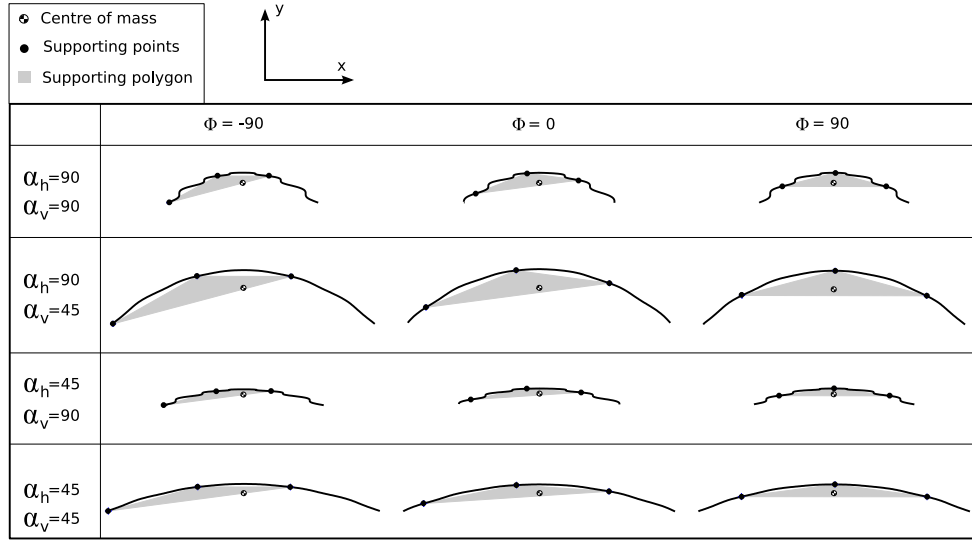 Centre of mass
Supporting points
Supporting polygon
y
x
Φ = -90
Φ = 0
Φ = 90
αh=90
αv=90
αh=90
αv=45
αh=45
αv=90
αh=45
αv=45